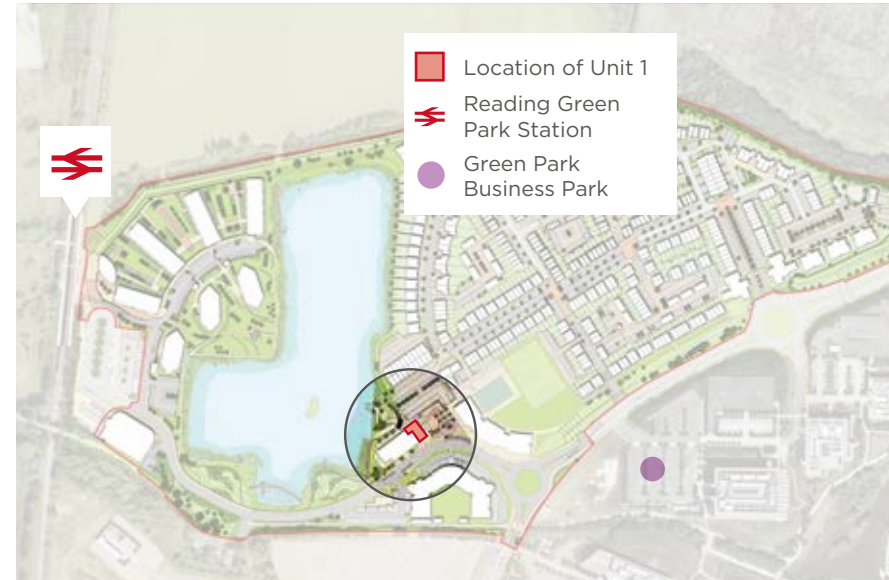 Location of Unit 1
Reading Green
Park Station
Green Park
Business Park